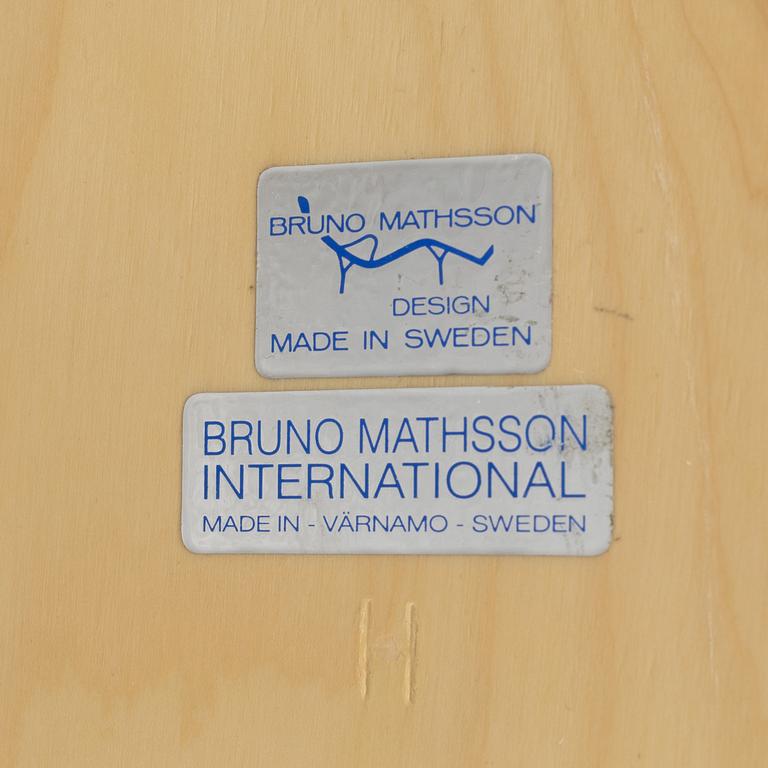 BRUNO MATHSSON
DESIGN
MADE IN SWEDEN
BRUNO MATHSSON
INTERNATIONAL
MADE IN - VÄRNAMO - SWEDEN